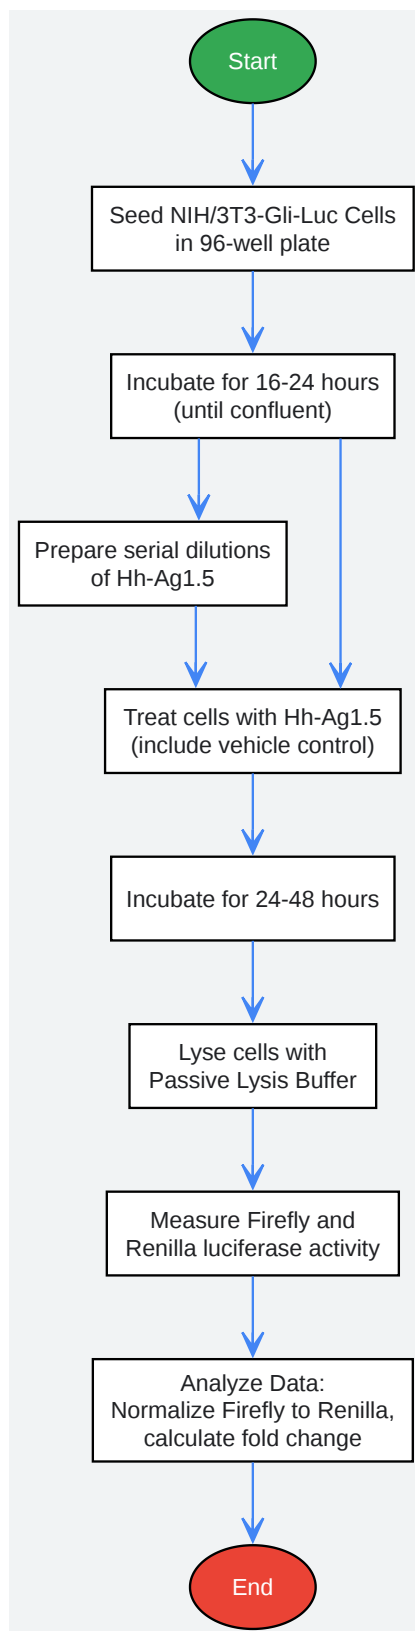 Start
Seed NIH/3T3-Gli-Luc Cells
in 96-well plate
Incubate for 16-24 hours
(until confluent)
Prepare serial dilutions
of Hh-Ag1.5
Treat cells with Hh-Ag1.5
(include vehicle control)
Incubate for 24-48 hours
Lyse cells with
Passive Lysis Buffer
Measure Firefly and
Renilla luciferase activity
Analyze Data:
Normalize Firefly to Renilla,
calculate fold change
End